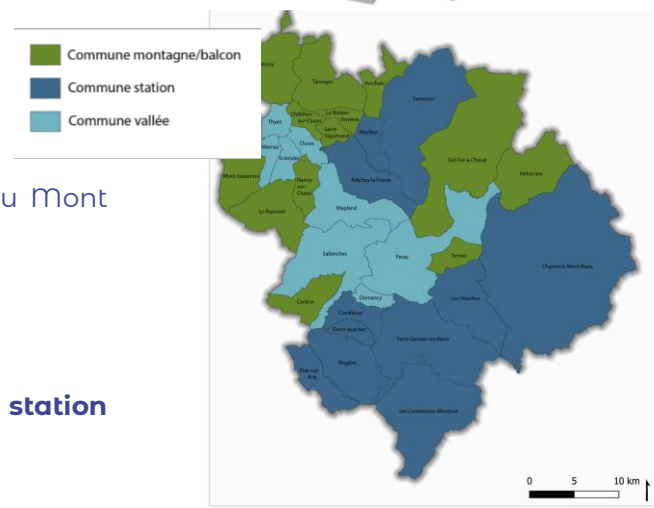 Commune montagne/balcon
Commune station
Commune vallée
u Mont
station
Taninges
Verchaix
Samoëns
Châtillon-
sur-Cluses
La Rivière
Enverse
Saint-
Sigismond
Morillon
Thyez
Cluses
Marnaz
Scionzier
Arâches-la-Frasse
Sixt-Fer-à-Cheval
Vallorcine
Mont-Saxonnex
Nancy-
sur-
Cluses
Le Reposoir
Magland
Sallanches
Passy
Servoz
Chamonix-Mont-Blanc
Cordon
Domancy
Les Houches
Combloux
Demi-quartier
Saint-Gervais-les-Bains
Megève
Praz-sur-
Arly
Les Contamines-Montjoie
0 5 10 km